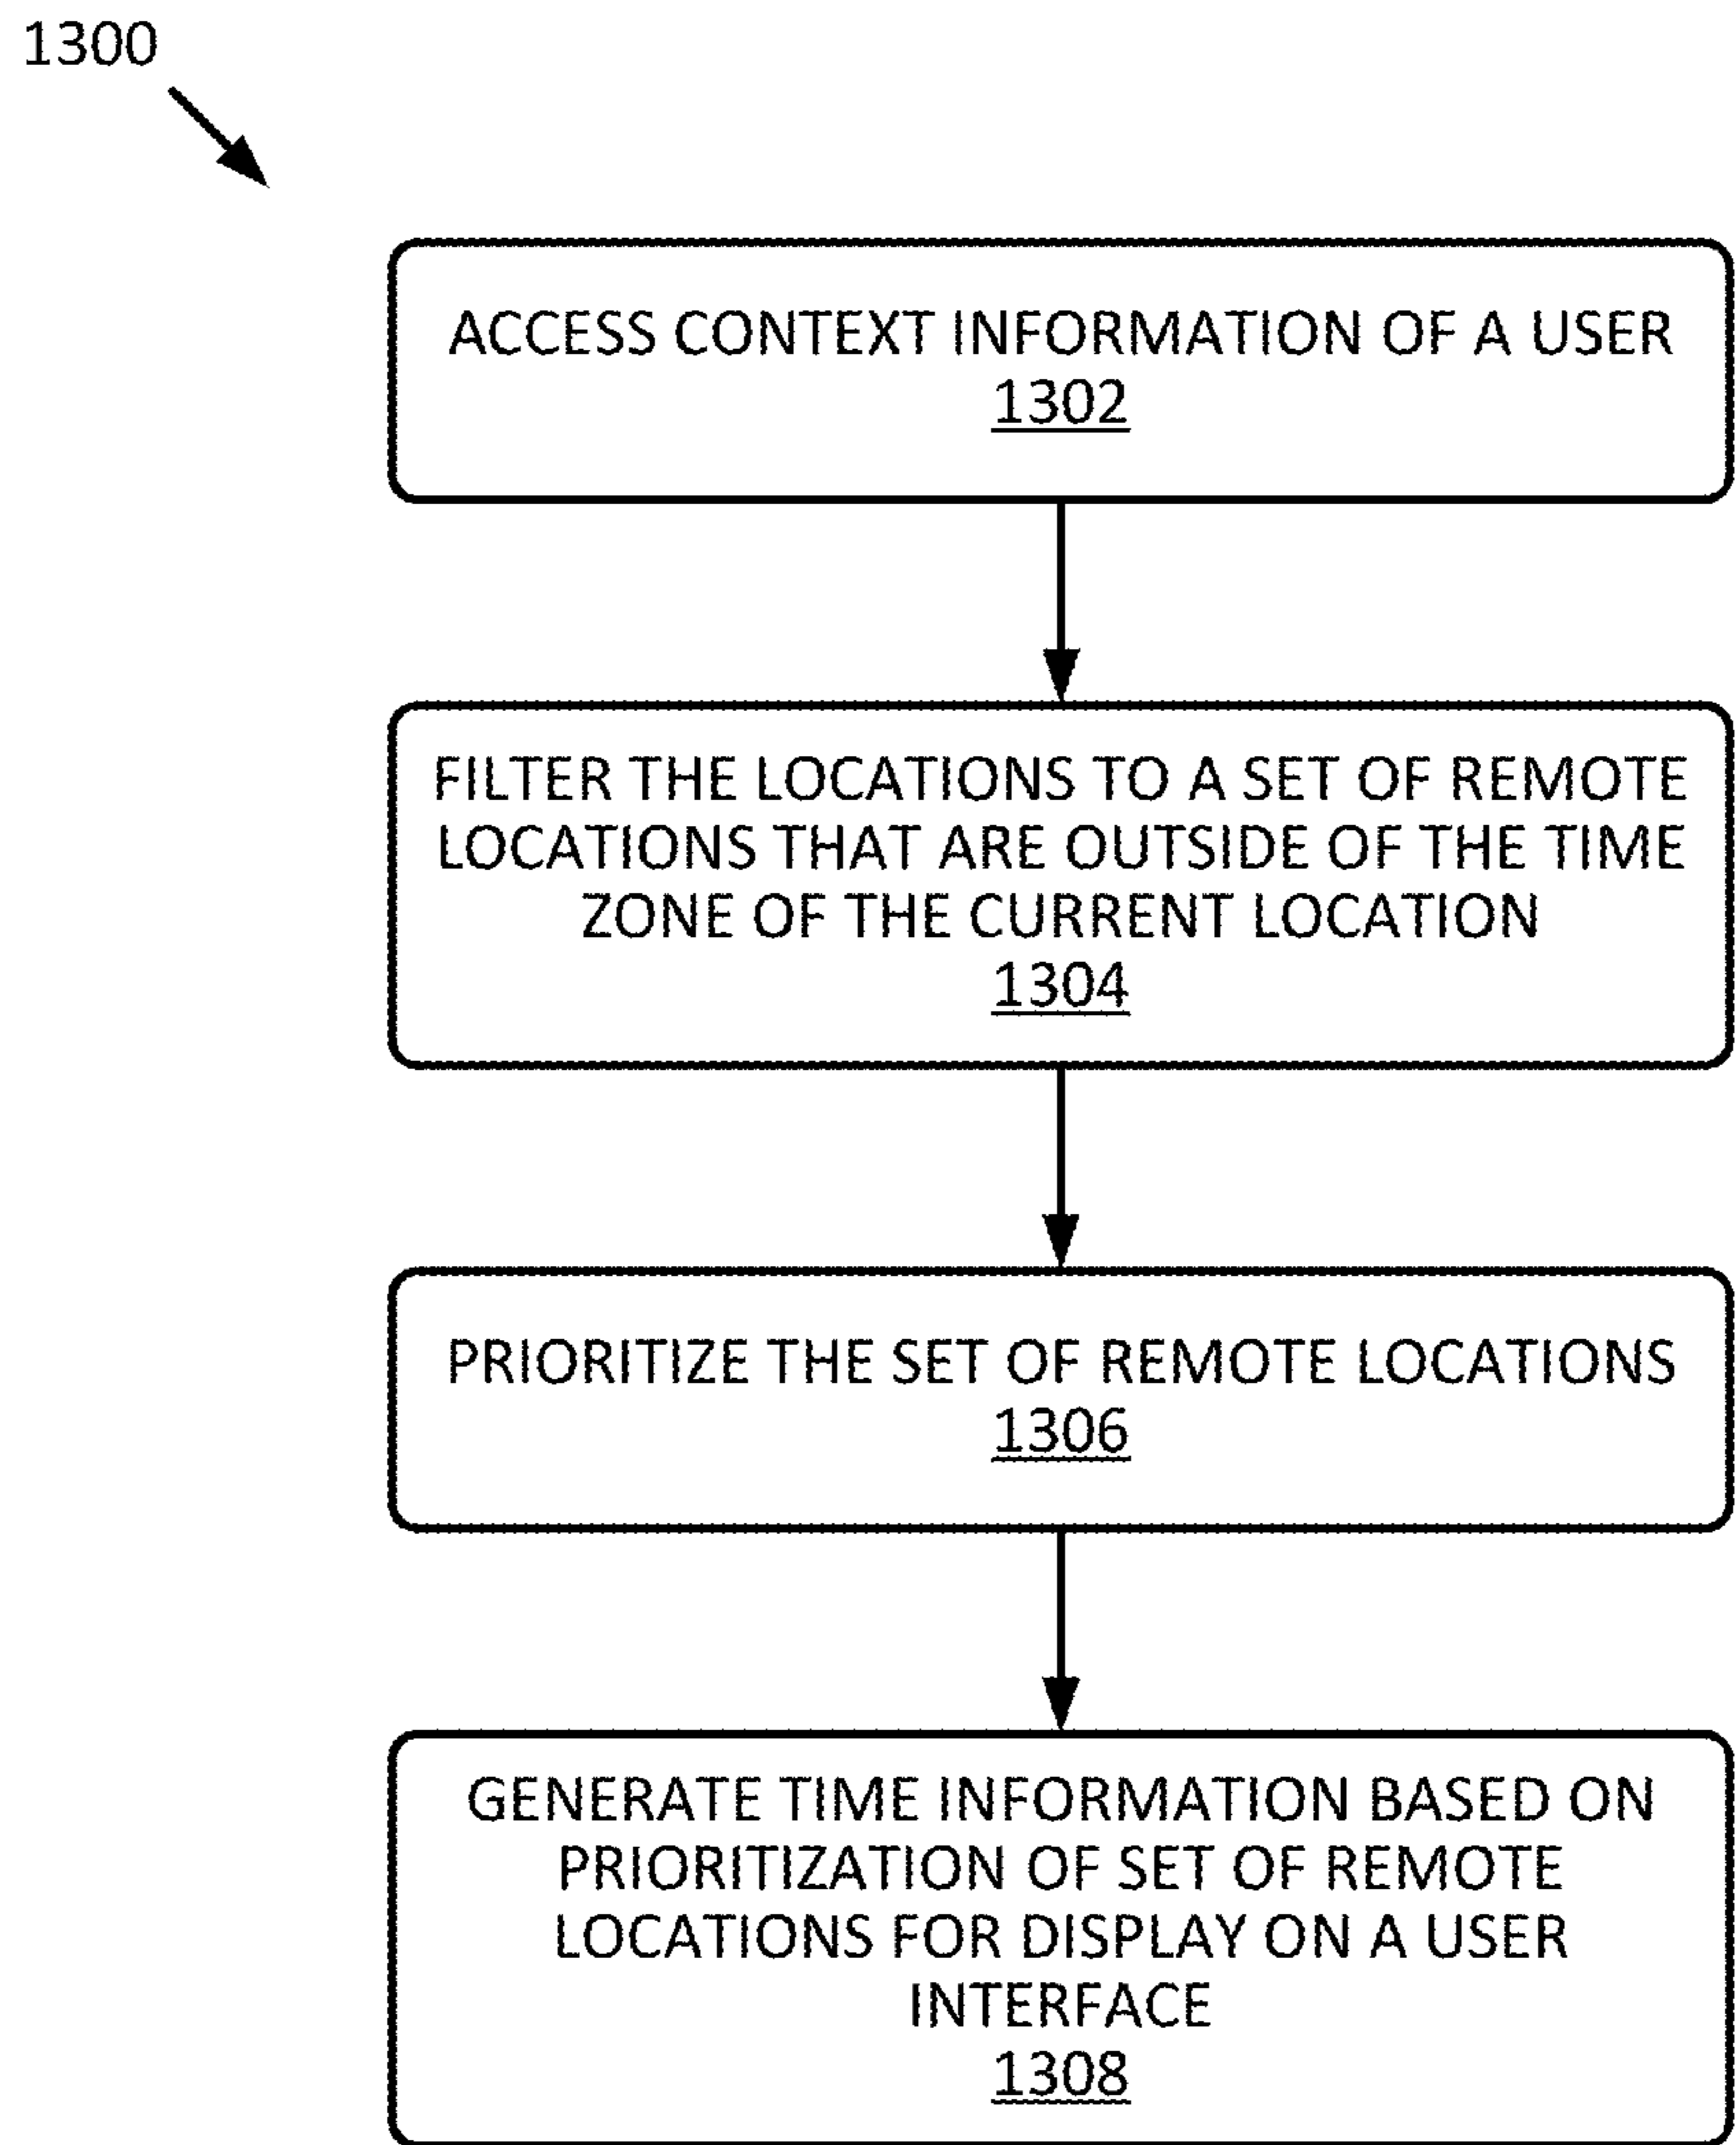 1300
ACCESS CONTEXT INFORMATION OF A USER
1302
FILTER THE LOCATIONS TO A SET OF REMOTE
LOCATIONS THAT ARE OUTSIDE OF THE TIME
ZONE OF THE CURRENT LOCATION
1304
PRIORITIZE THE SET OF REMOTE LOCATIONS
1306
GENERATE TIME INFORMATION BASED ON
PRIORITIZATION OF SET OF REMOTE
LOCATIONS FOR DISPLAY ON A USER
INTERFACE
1308